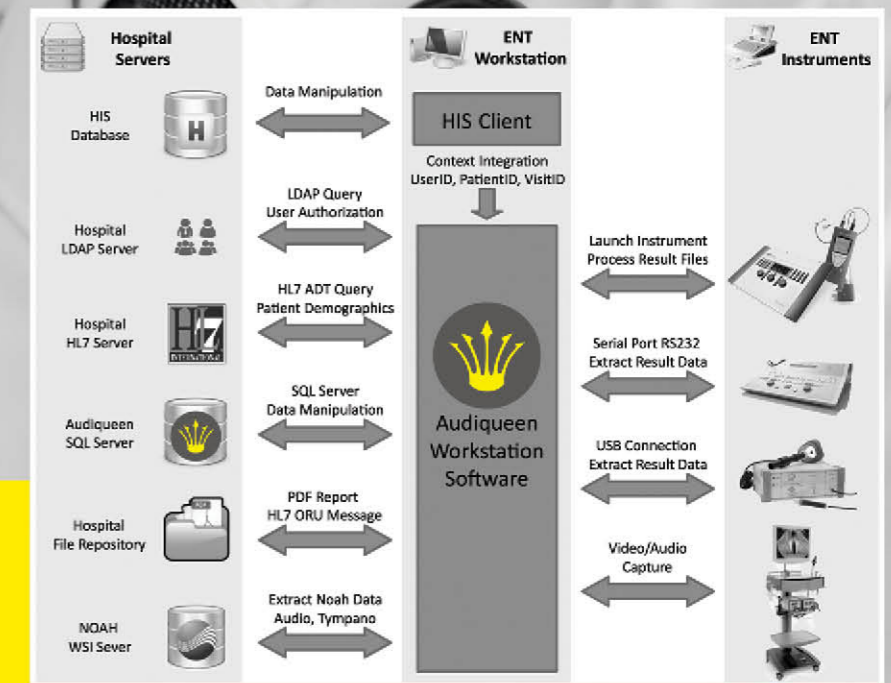 Hospital
Servers
ENT
Workstation
ENT
Instruments
HIS
Database
H
Data Manipulation
HIS Client
Context Integration
UserID, PatientID, VisitID
Hospital
LDAP Server
LDAP Query
User Authorization
Hospital
HL7 Server
HL7
INTERNATIONAL
HL7 ADT Query
Patient Demographics
Audiqueen
SQL Server
SQL Server
Data Manipulation
Hospital
File Repository
PDF Report
HL7 ORU Message
NOAH
WSI Sever
Extract Noah Data
Audio, Tympano
Audiqueen
Workstation
Software
Launch Instrument
Process Result Files
Serial Port RS232
Extract Result Data
USB Connection
Extract Result Data
Video/Audio
Capture